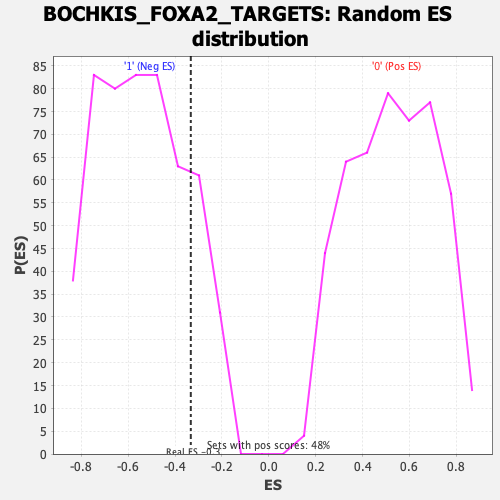 BOCHKIS_FOXA2_TARGETS: Random ES
distribution
'1' (Neg ES)
'0' (Pos ES)
85
80
75
70
65
60
55
50
45
40
35
30
25
20
15
10
5
0
P(ES)
Sets with pos scores: 48%
Real ES -0.3
-0.8 -0.6 -0.4 -0.2 0.0 0.2 0.4 0.6 0.8
ES